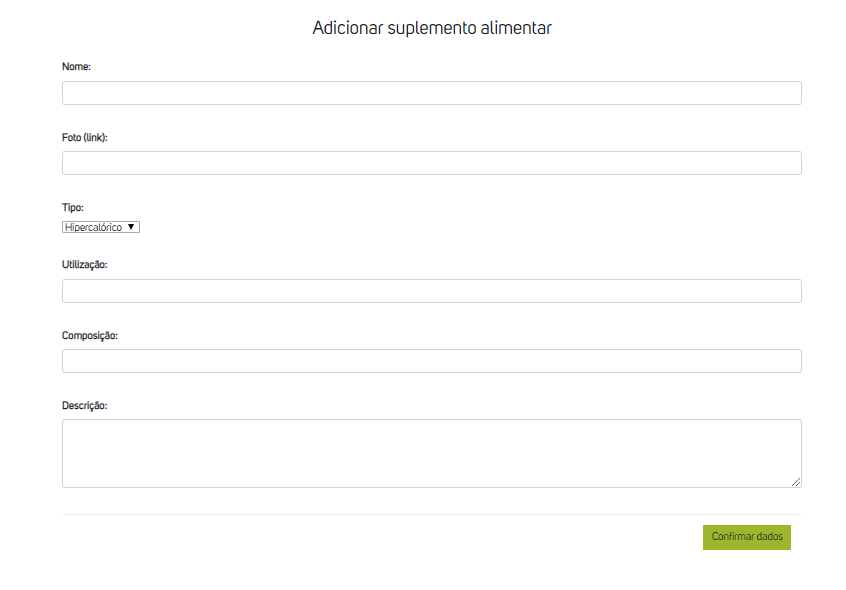 Adicionar suplemento alimentar
Nome:
Foto (link):
Tipo:
Hipercalórico ▼
Utilização:
Composição:
Descrição:
Confirmar dados